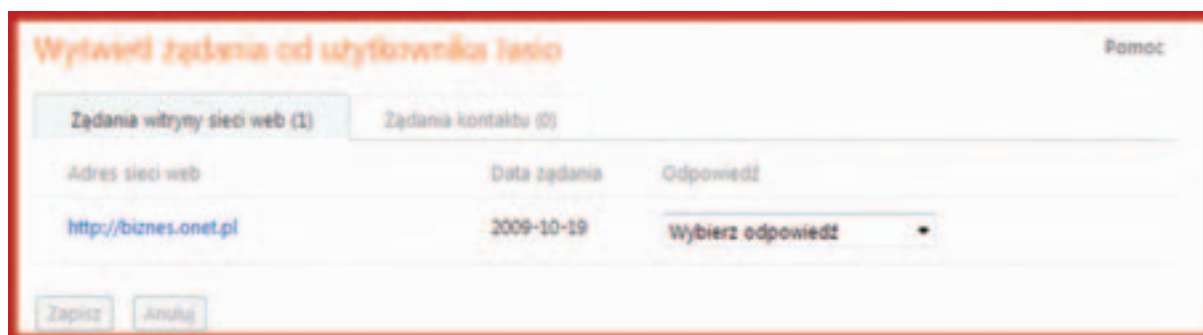 Wyświetl żądania od użytkownika Jasio
Pomoc
Żądania witryny sieci web (1) Żądania kontaktu (0)
Adres sieci web Data żądania Odpowiedź
http://biznes.onet.pl 2009-10-19 Wybierz odpowiedź
Zapisz Anuluj